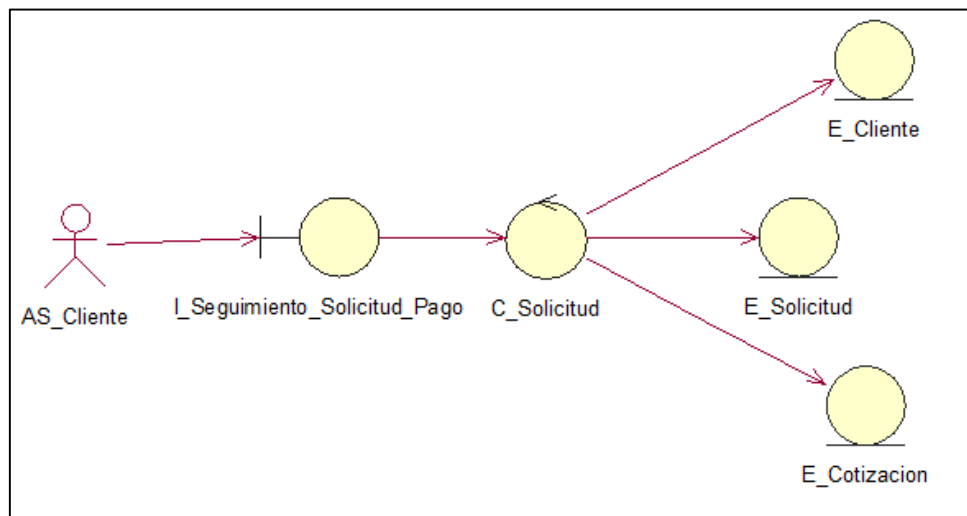 E_Cliente
AS_Cliente
I_Seguimiento_Solicitud_Pago
C_Solicitud
E_Solicitud
E_Cotizacion